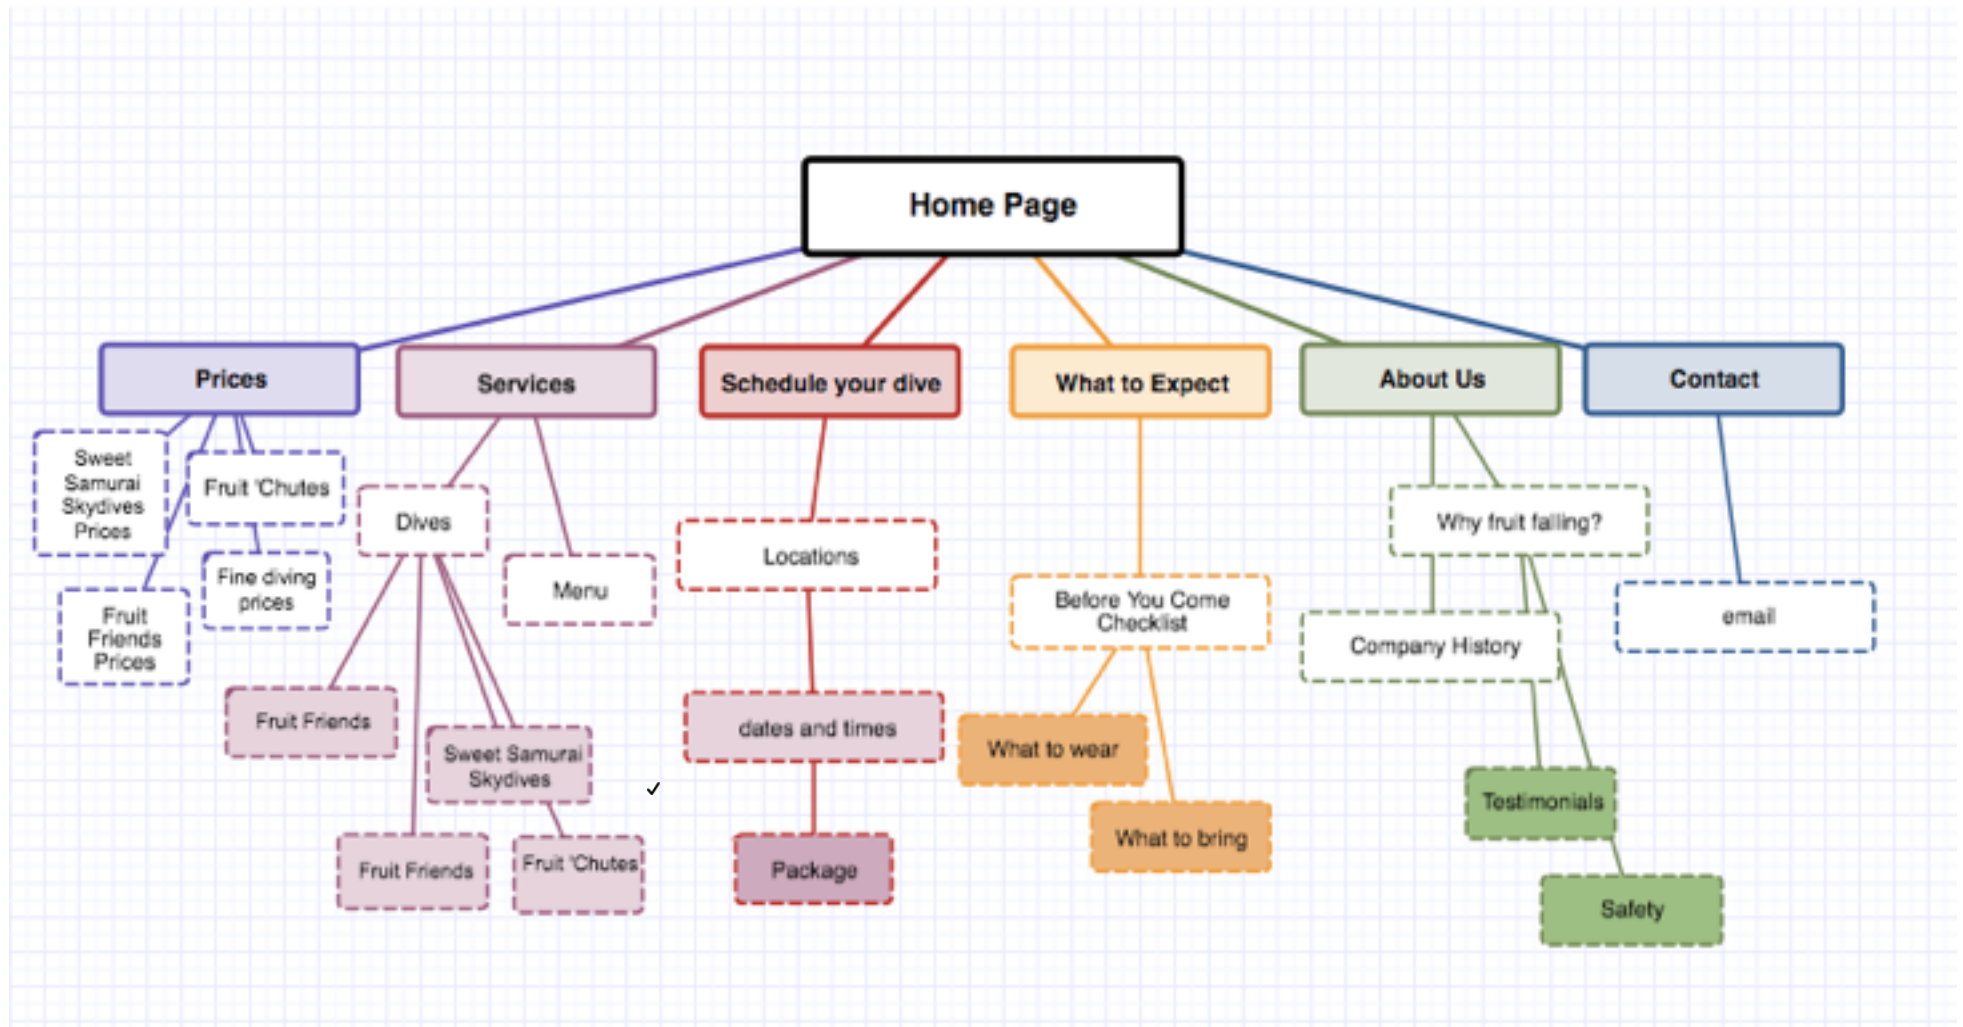 Home Page
Prices
Services
Schedule your dive
What to Expect
About Us
Contact
Sweet
Samurai
Skydives
Prices
Fruit 'Chutes
Fine diving
prices
Fruit
Friends
Prices
Dives
Menu
Fruit Friends
Sweet Samurai
Skydives
Fruit Friends
Fruit 'Chutes
Locations
dates and times
Package
Before You Come
Checklist
What to wear
What to bring
Why fruit falling?
Company History
Testimonials
Safety
email